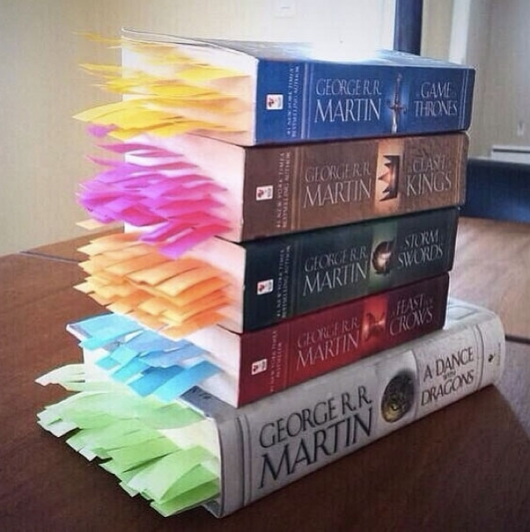 #1 NEW YORK TIMES
BESTSELLING AUTHOR
GEORGE R.R.
MARTIN
A GAME OF
THRONES
#1 NEW YORK TIMES
BESTSELLING AUTHOR
GEORGE R.R.
MARTIN
A CLASH OF
KINGS
#1 NEW YORK TIMES
BESTSELLING AUTHOR
GEORGE R.R.
MARTIN
A STORM OF
SWORDS
#1 NEW YORK TIMES
BESTSELLER
GEORGE R.R.
MARTIN
A FEAST FOR
CROWS
GEORGE R.R.
MARTIN
A DANCE
WITH
DRAGONS